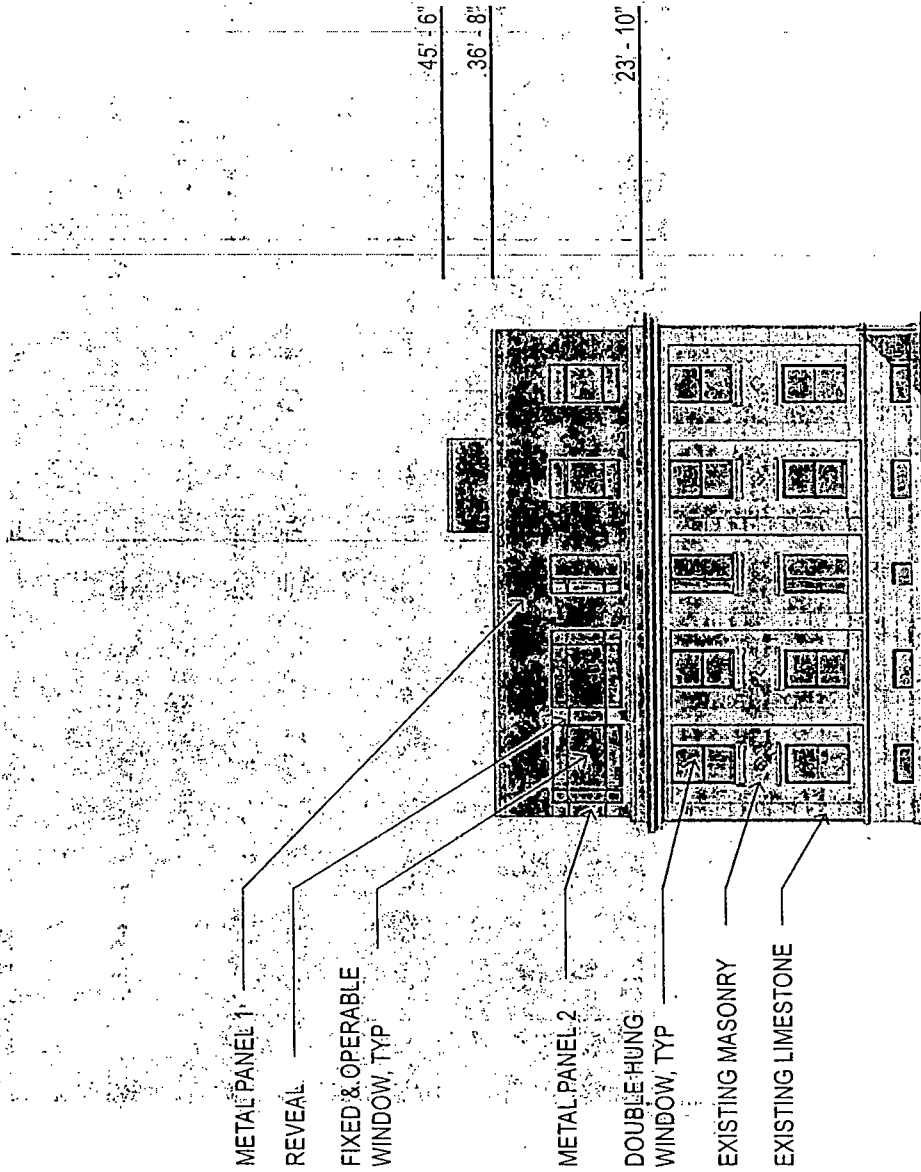 45' - 6"
36' - 8"
23' - 10"
METAL PANEL 1
REVEAL
FIXED & OPERABLE
WINDOW, TYP
METAL PANEL 2
DOUBLE HUNG
WINDOW, TYP
EXISTING MASONRY
EXISTING LIMESTONE